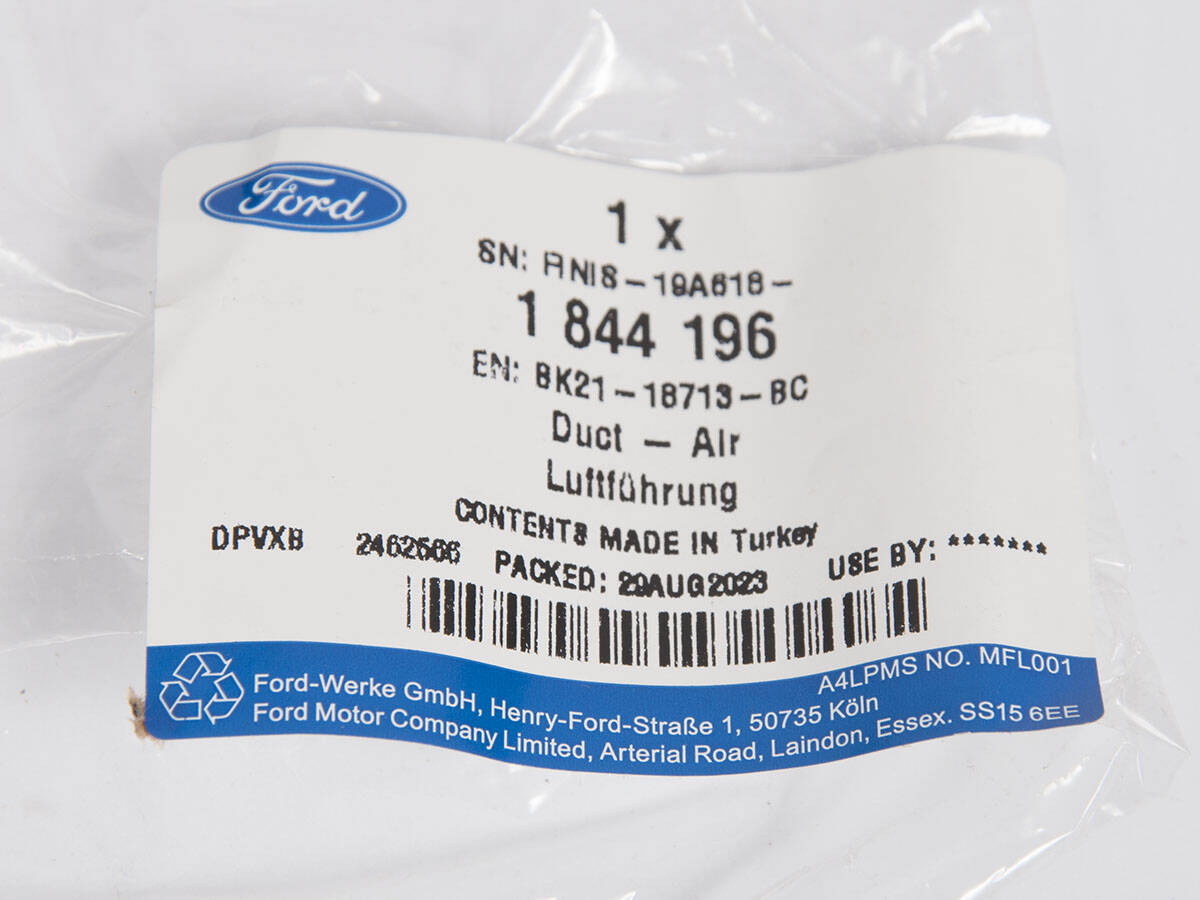 Ford
1 x
SN: FINIS-19A618-
1 844 196
EN: BK21-18713-BC
Duct - Air
Luftführung
CONTENTS MADE IN Turkey
DPVXB 2462566 PACKED: 29AUG2023 USE BY: *******
A4LPMS NO. MFL001
Ford-Werke GmbH, Henry-Ford-Straße 1, 50735 Köln
Ford Motor Company Limited, Arterial Road, Laindon, Essex. SS15 6EE